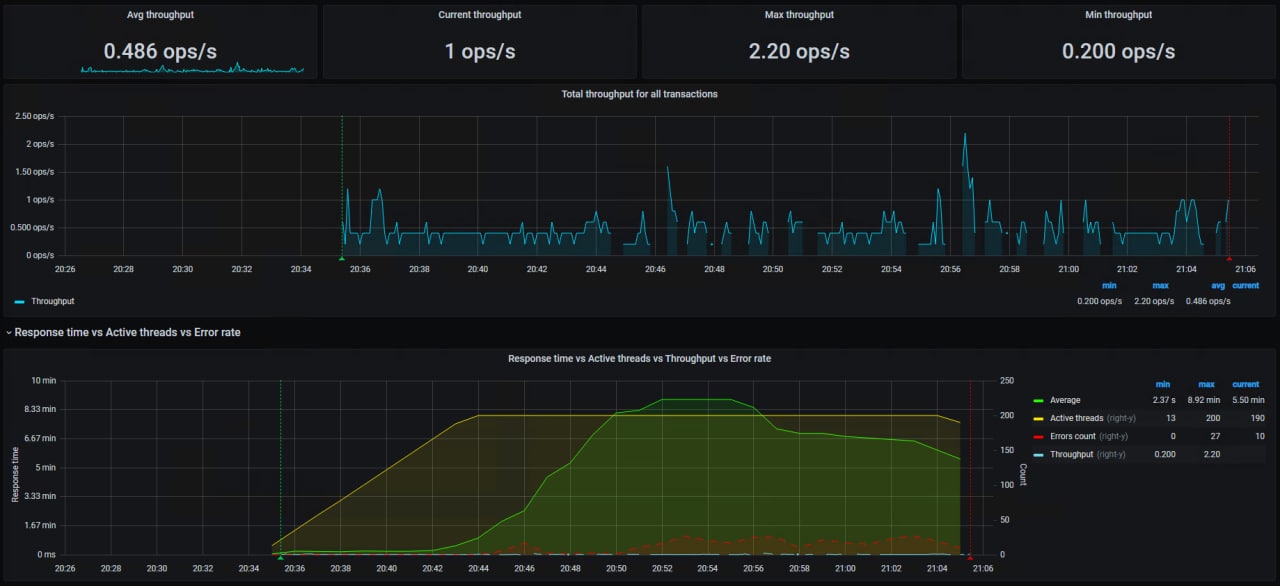 Avg throughput Current throughput Max throughput Min throughput
0.486 ops/s 1 ops/s 2.20 ops/s 0.200 ops/s
Total throughput for all transactions
2.50 ops/s
2 ops/s
1.50 ops/s
1 ops/s
0.500 ops/s
0 ops/s
20:26 20:28 20:30 20:32 20:34 20:36 20:38 20:40 20:42 20:44 20:46 20:48 20:50 20:52 20:54 20:56 20:58 21:00 21:02 21:04 21:06
min max avg current
Throughput 0.200 ops/s 2.20 ops/s 0.486 ops/s
Response time vs Active threads vs Error rate
Response time vs Active threads vs Throughput vs Error rate
10 min 250
8.33 min 200
6.67 min 150
5 min
3.33 min 100
1.67 min 50
0 ms 0
Response time
Count
20:26 20:28 20:30 20:32 20:34 20:36 20:38 20:40 20:42 20:44 20:46 20:48 20:50 20:52 20:54 20:56 20:58 21:00 21:02 21:04 21:06
min max current
Average 2.37 s 8.92 min 5.50 min
Active threads (right-y) 13 200 190
Errors count (right-y) 0 27 10
Throughput (right-y) 0.200 2.20